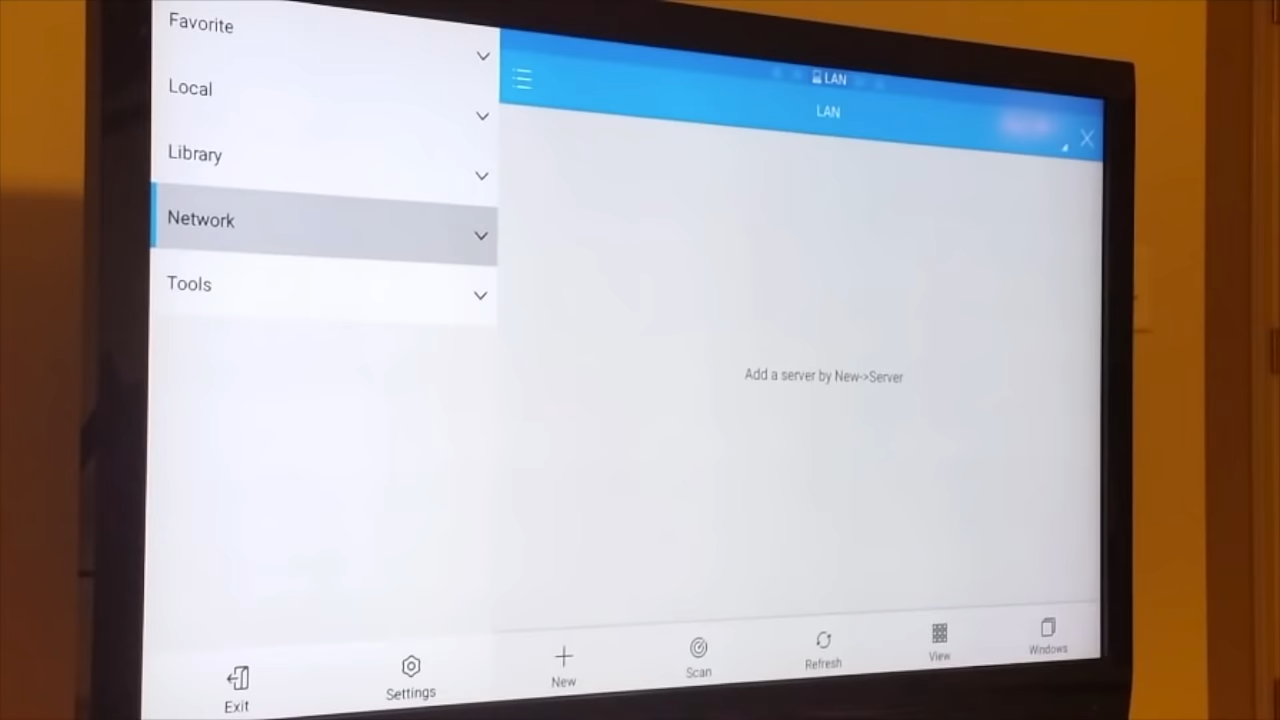 Favorite
Local
Library
Network
Tools
Exit
Settings
LAN
LAN
Add a server by New->Server
New
Scan
Refresh
View
Windows